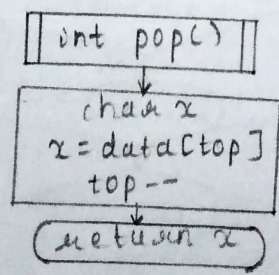 int pop()
char x
x = data[top]
top --
return x